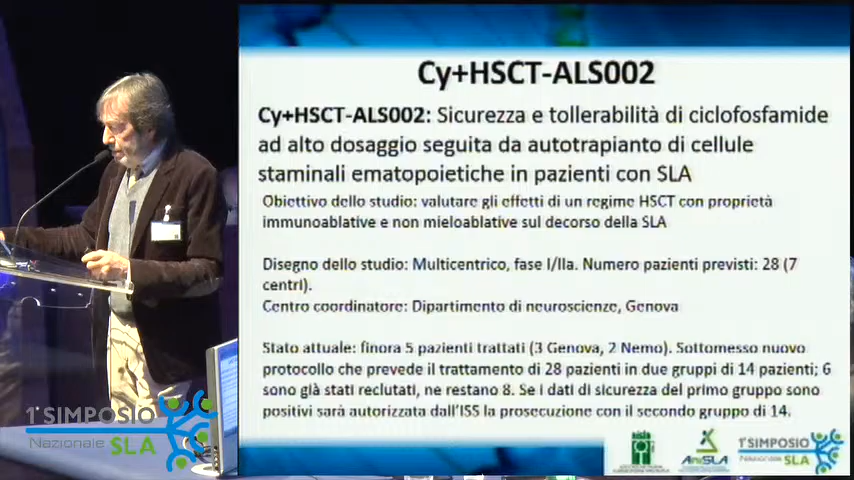 Cy+HSCT-ALS002
Cy+HSCT-ALS002: Sicurezza e tollerabilità di ciclofosfamide
ad alto dosaggio seguita da autotrapianto di cellule
staminali ematopoietiche in pazienti con SLA
Obiettivo dello studio: valutare gli effetti di un regime HSCT con proprietà
immunoablative e non mieloablative sul decorso della SLA
Disegno dello studio: Multicentrico, fase I/IIa. Numero pazienti previsti: 28 (7
centri).
Centro coordinatore: Dipartimento di neuroscienze, Genova
Stato attuale: finora 5 pazienti trattati (3 Genova, 2 Nemo). Sottomesso nuovo
protocollo che prevede il trattamento di 28 pazienti in due gruppi di 14 pazienti; 6
sono già stati reclutati, ne restano 8. Se i dati di sicurezza del primo gruppo sono
positivi sarà autorizzata dall'ISS la prosecuzione con il secondo gruppo di 14.
1° SIMPOSIO
Nazionale SLA
aisla
AriSLA
1° SIMPOSIO
Nazionale SLA